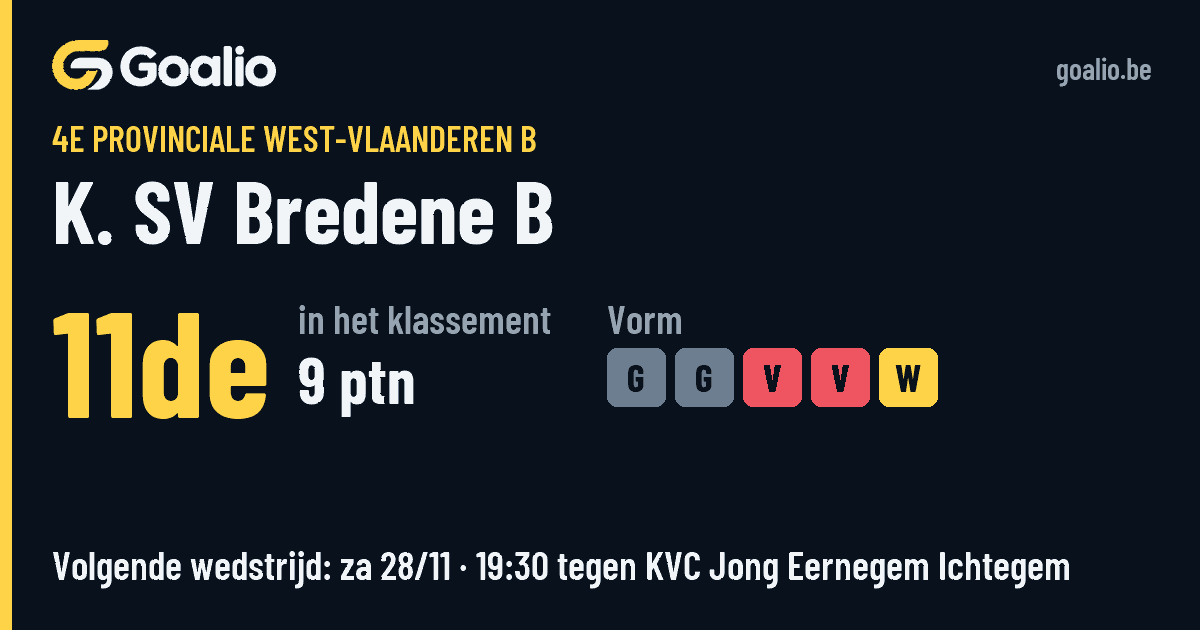 Goalio
goalio.be
4E PROVINCIALE WEST-VLAANDEREN B
K. SV Bredene B
11de
in het klassement
9 ptn
Vorm
G G V V W
Volgende wedstrijd: za 28/11 · 19:30 tegen KVC Jong Eernegem Ichtegem